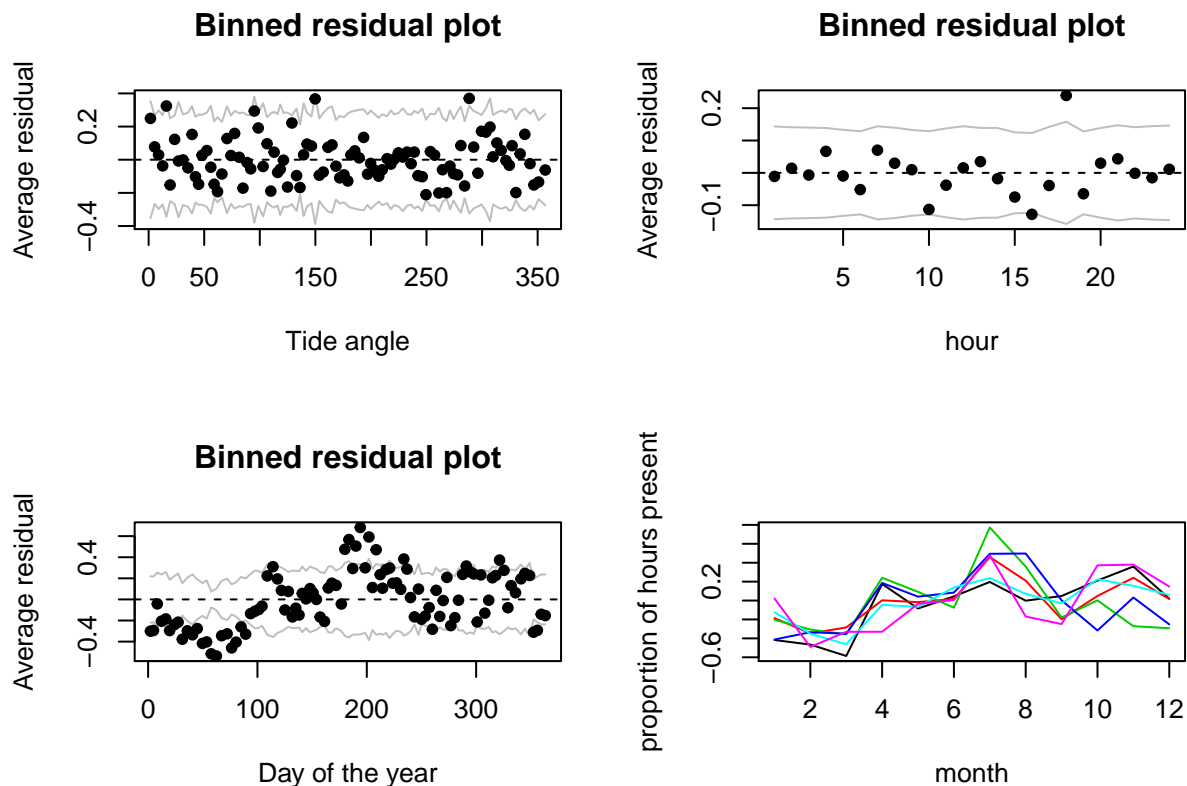 Binned residual plot
Average residual
−0.4 0.2
0 50 150 250 350
Tide angle
Binned residual plot
Average residual
−0.1 0.2
5 10 15 20
hour
Binned residual plot
Average residual
−0.4 0.4
0 100 200 300
Day of the year
proportion of hours present
−0.6 0.2
2 4 6 8 10 12
month